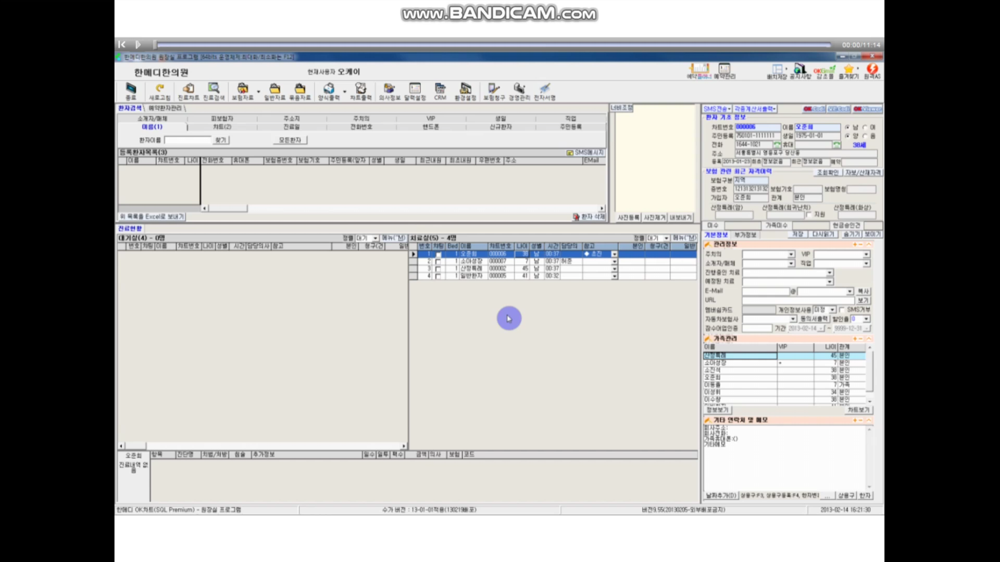 www.BANDICAM.com
00:00/11:14
한메디한의원 원장실 프로그램 [64bits 운영체제 최대화/최소화는 F12]
한메디한의원
현재사용자 오케이
예약플래너 예약관리 배치저장 공지사항 감초몰 즐겨찾기 원격AS
종료 새로고침 진료차트 진료검색 보험자료 일반자료 묶음자료 양식출력 차트출력 의사정보 달력설정 CRM 환경설정 보험청구 경영관리 전자서명
환자검색 예약환자관리
너비조정
SMS전송 각종계산서출력 OKCodi OKViewer
소개자/매체 피보험자 주소지 주치의 VIP 생일 직업
이름(1) 차트(2) 진료일 전화번호 핸드폰 신규환자 주민등록
환자이름 찾기 모든환자
등록환자목록(3) SMS메시지
이름 차트번호 나이 전화번호 휴대폰 보험증번호 보험기호 주민등록(앞자 성별 생일 최근내원 최초내원 우편번호 주소 EMail
위 목록을 Excel로 보내기 환자 삭제
사진등록 사진제거 내보내기
환자 기초 정보
차트번호 000006 이름 오준희 남 여
주민등록 750101-1111111 생일 1975-01-01 양 음
전화 1644-1021 휴대 38세
주소 서울특별시 영등포구 당산동
등록 2013-01-23 최초 정보없음 최근 정보없음 예약
보험 관련 최근 자격이력 조회확인 자보/산재자격
보험구분 지역
증번호 121313213132 보험기호 보험명칭
가입자 오준희 관계 본인
산정특례(암) 산정특례(희귀난치) 산정특례(화상)
지원
미수 가족미수 현금승인건
기본정보 부가정보 저장 다시읽기 숨기기 보이기
진료현황
대기실(4) - 0명 정렬 대기 메뉴(^M)
번호 차팅 이름 차트번호 나이 성별 시간 담당의사 참고 본인 청구(건 일반
치료실(5) - 4명 정렬 대기 메뉴(^M)
번호 차팅 Bed 이름 차트번호 나이 성별 시간 담당의 참고 본인 청구(건 일반
1 1 오준희 000006 38 남 00:37 ◆ 초진
2 1 소아성장 000007 7 남 00:37 허준
3 1 산정특례 000002 45 남 00:37
4 1 일반환자 000005 41 남 00:32
관리정보
주치의 VIP
소개자/매체 직업
진행중인 치료
예정된 치료
E-Mail @ 복사
URL 보기
멤버쉽카드 개인정보사용 미정 SMS거부
자동차보험사 동의서출력 할인율 0
잠수어업인증 기간 2013-02-14 ~ 9999-12-31
가족관리
이름 VIP 나이 관계
산정특례 45 본인
소아성장 * 7 본인
소진석 38 본인
오준희 38 본인
이동률 7 가족
이성희 34 본인
이수창 38 본인
정보보기 차트보기
기타 연락처 및 메모
회사주소:
회사전화:
가족휴대폰:()
기타메모
오준희 항목 진단명 치법/처방 침술 추가정보 일수 일투 팩수 금액 의사 보험 코드
진료내역 없음
날짜추가(D) 상용구:F3, 상용구등록:F4, 한자변 ... 상용구 한자
한메디 OK차트(SQL Premium) - 원장실 프로그램 수가 버전 : 13-01-01적용(130219배포) 버전9.55(20130205-외부배포금지) 2013-02-14 16:21:30